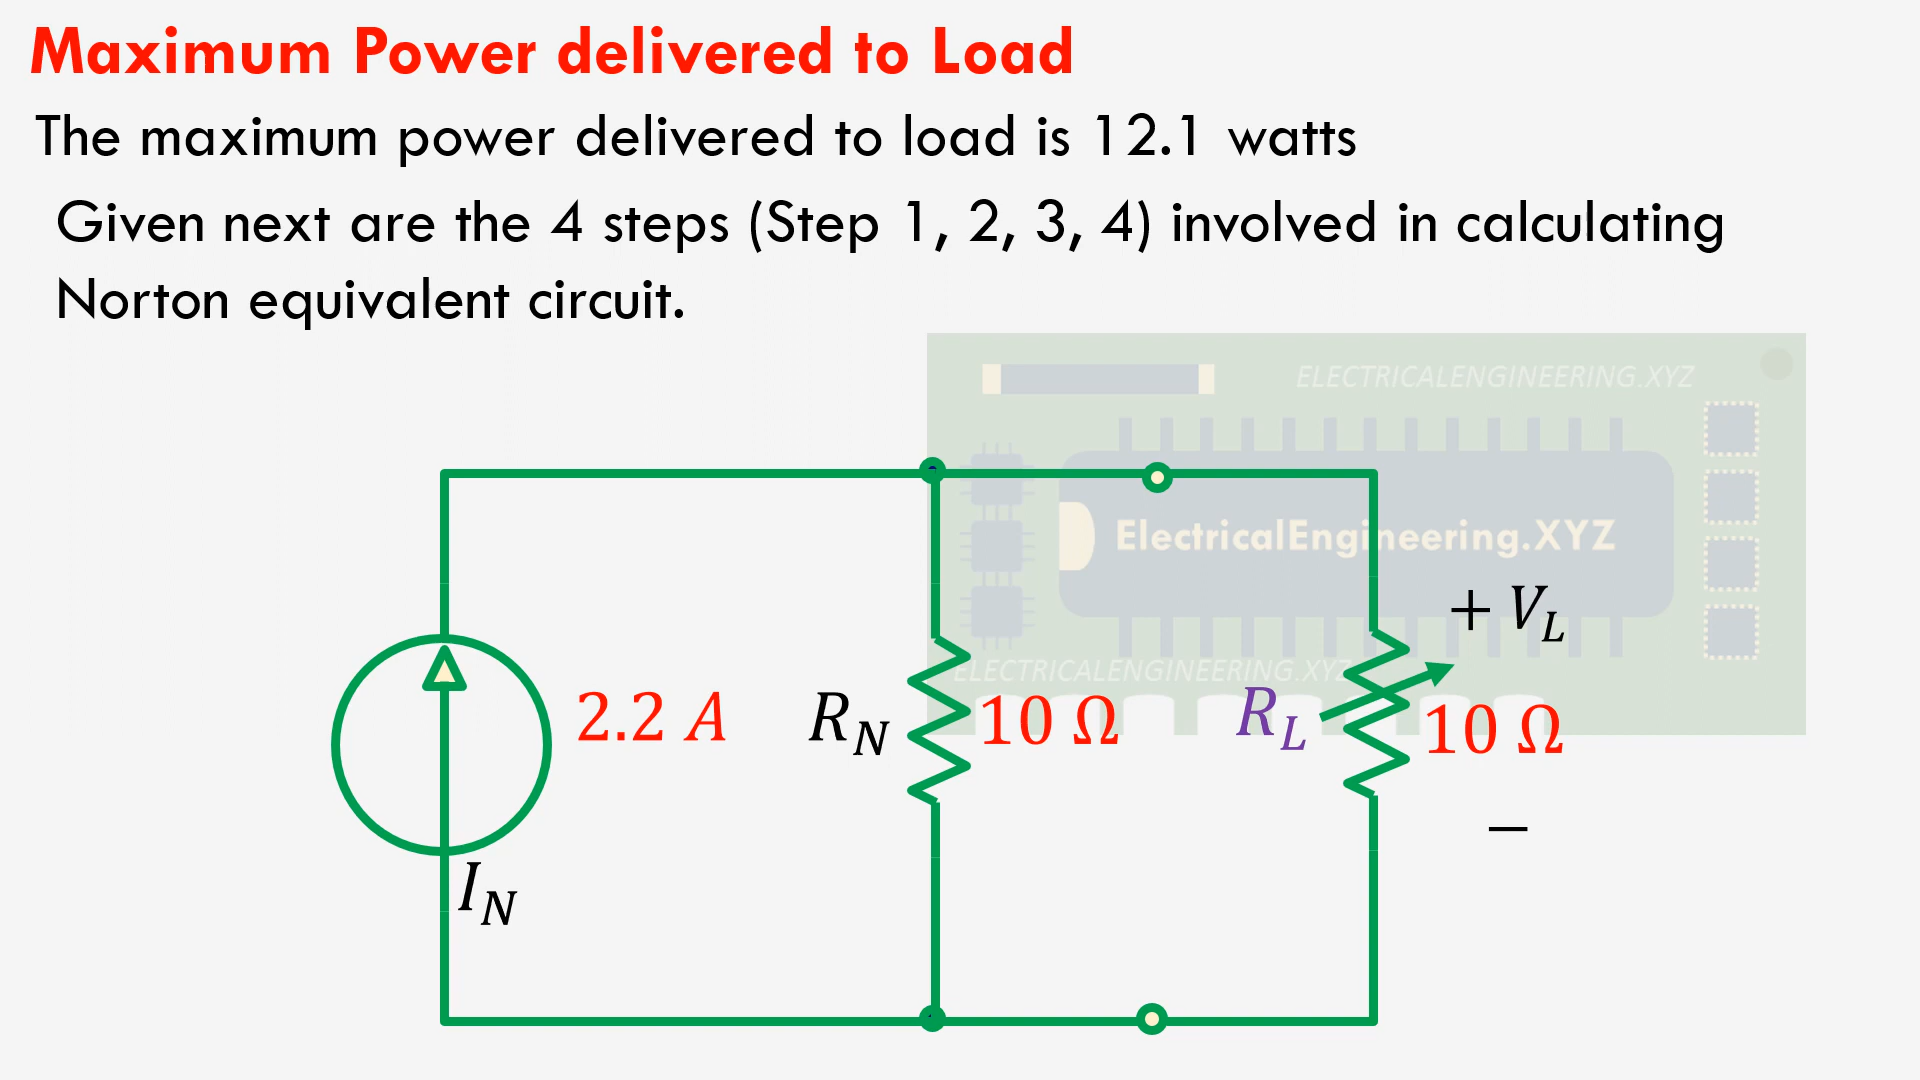 Maximum Power delivered to Load
The maximum power delivered to load is 12.1 watts
Given next are the 4 steps (Step 1, 2, 3, 4) involved in calculating
Norton equivalent circuit.
ELECTRICALENGINEERING.XYZ
ElectricalEngineering.XYZ
+ V_L
ELECTRICALENGINEERING.XYZ
2.2 A
R_N
10 Ω
R_L
10 Ω
−
I_N